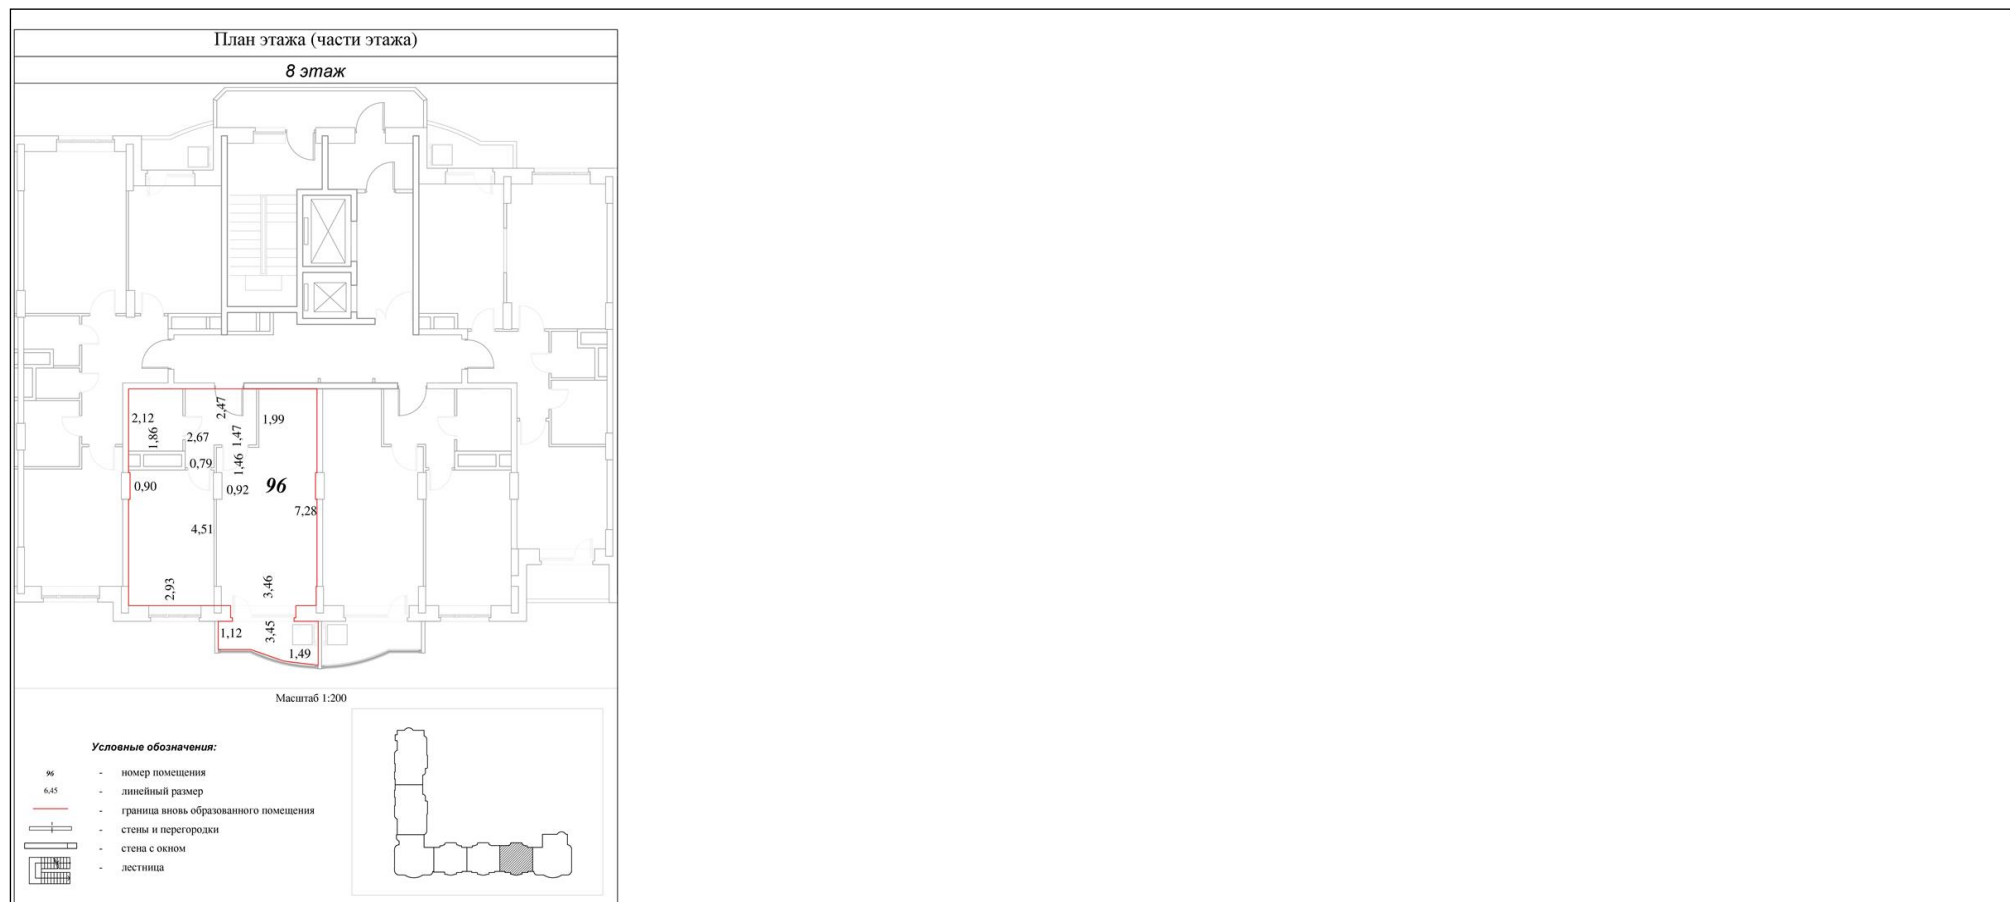 План этажа (части этажа)
8 этаж
2,12
1,86
2,67
2,47
1,47
1,99
0,79
1,46
0,90
0,92
96
7,28
4,51
2,93
3,46
1,12
3,45
1,49
Масштаб 1:200
Условные обозначения:
96 - номер помещения
6,45 - линейный размер
- граница вновь образованного помещения
- стены и перегородки
- стена с окном
- лестница